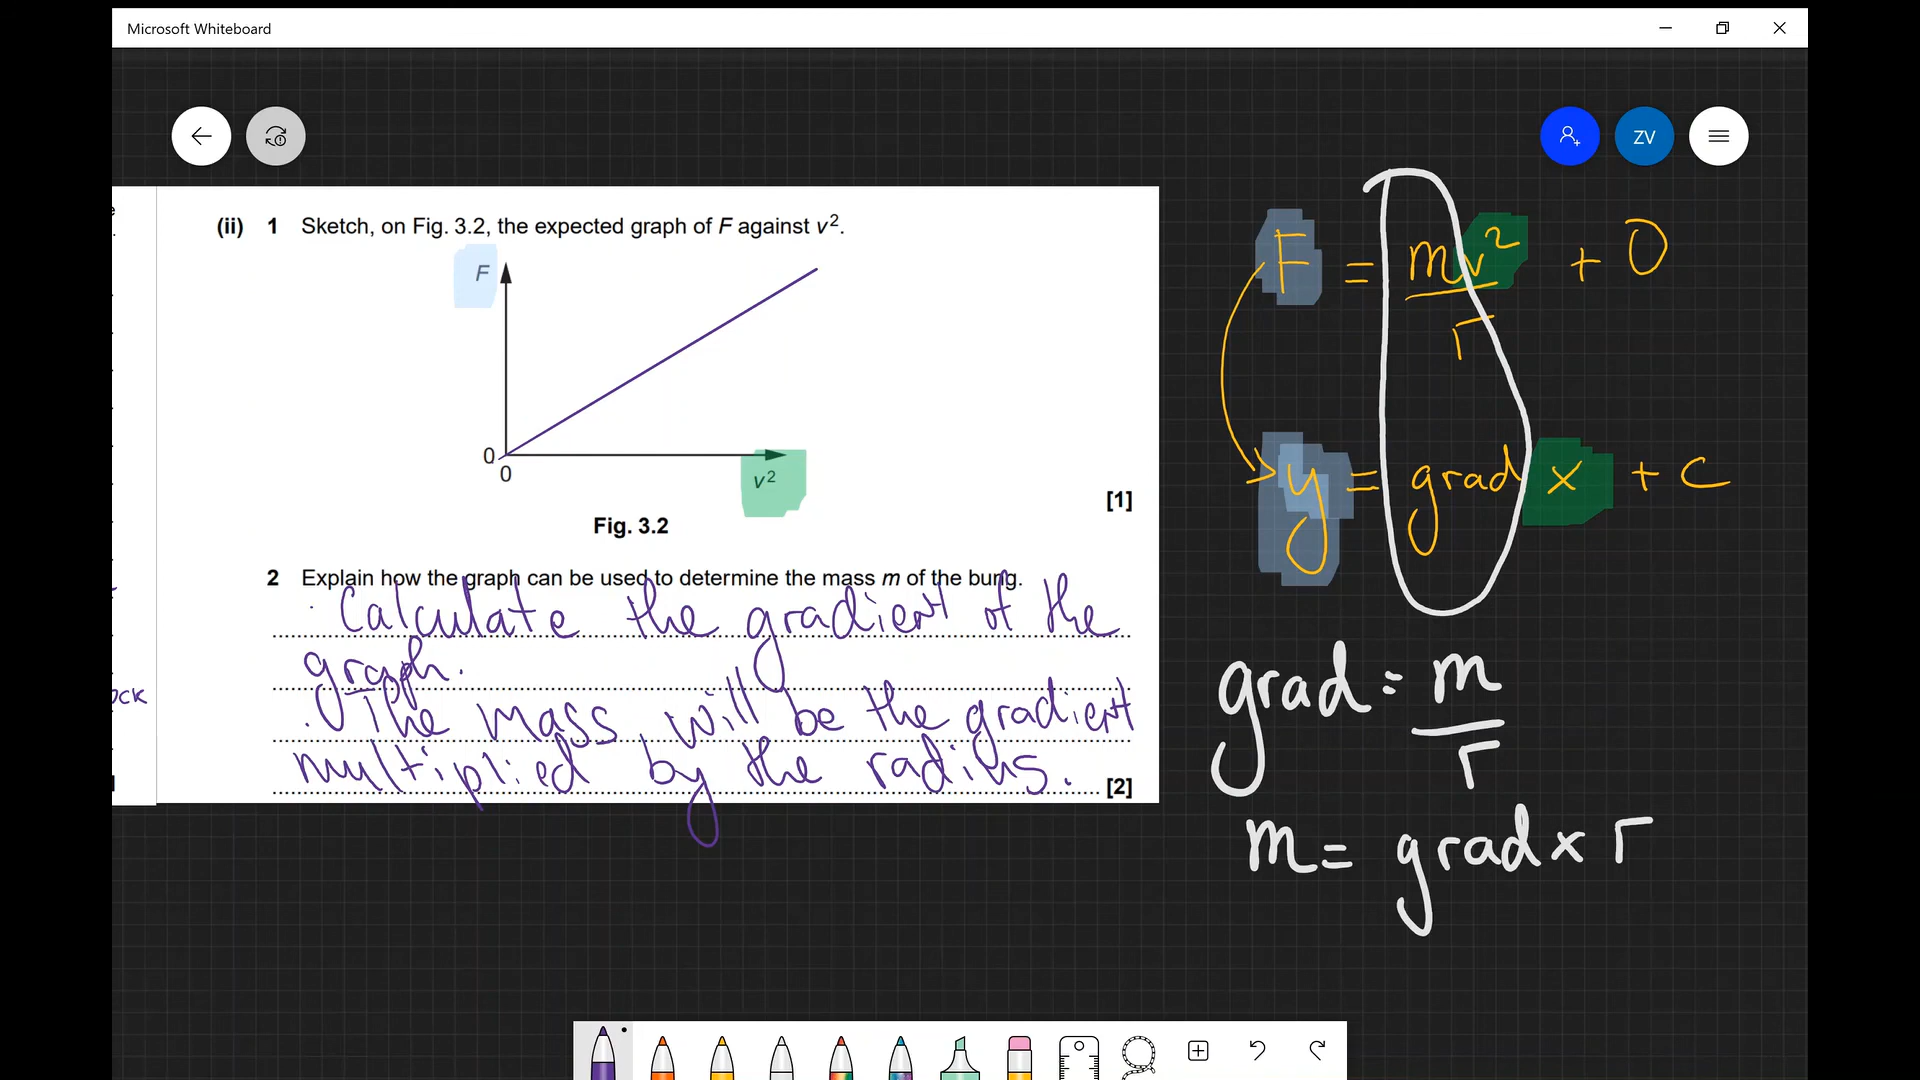 Microsoft Whiteboard
ZV
(ii) 1 Sketch, on Fig. 3.2, the expected graph of F against v².
F
0
0
v²
[1]
Fig. 3.2
2 Explain how the graph can be used to determine the mass m of the bung.
· Calculate the gradient of the
graph.
· The mass will be the gradient
multiplied by the radius.
[2]
ock
F = mv²/r + 0
y = grad x + c
grad = m/r
m = grad x r